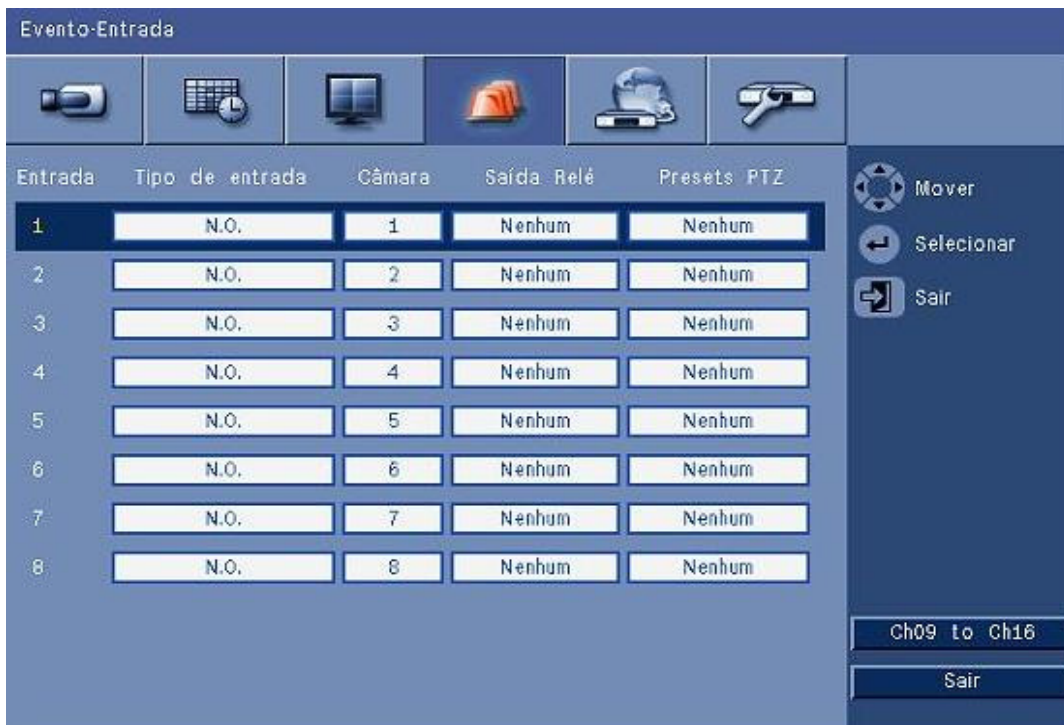 Evento-Entrada
Entrada Tipo de entrada Câmara Saída Relé Presets PTZ
1 N.O. 1 Nenhum Nenhum
2 N.O. 2 Nenhum Nenhum
3 N.O. 3 Nenhum Nenhum
4 N.O. 4 Nenhum Nenhum
5 N.O. 5 Nenhum Nenhum
6 N.O. 6 Nenhum Nenhum
7 N.O. 7 Nenhum Nenhum
8 N.O. 8 Nenhum Nenhum
Mover
Selecionar
Sair
Ch09 to Ch16
Sair